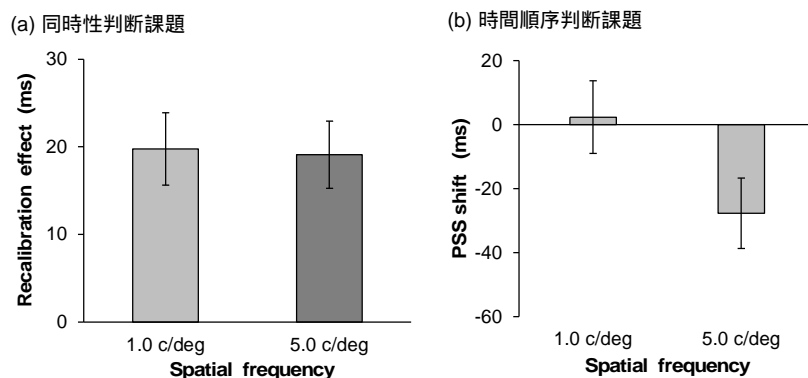 (a) 同時性判断課題
30
20
10
0
Recalibration effect (ms)
1.0 c/deg 5.0 c/deg
Spatial frequency
(b) 時間順序判断課題
20
0
-20
-40
-60
PSS shift (ms)
1.0 c/deg 5.0 c/deg
Spatial frequency